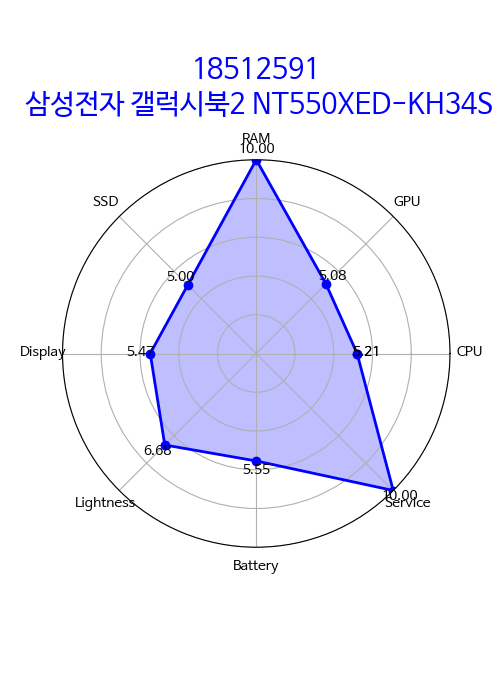 18512591
삼성전자 갤럭시북2 NT550XED-KH34S
RAM
10.00
SSD
GPU
5.00
5.08
Display
5.47
5.21
CPU
6.68
5.55
10.00
Lightness
Service
Battery